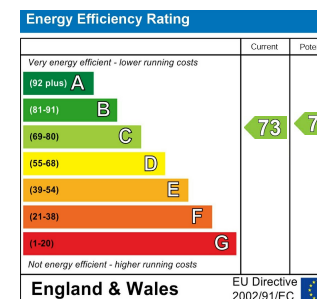 Energy Efficiency Rating
Current
Very energy efficient - lower running costs
(92 plus) A
(81-91) B
(69-80) C
73
(55-68) D
(39-54) E
(21-38) F
(1-20) G
Not energy efficient - higher running costs
England & Wales
EU Directive
2002/91/EC